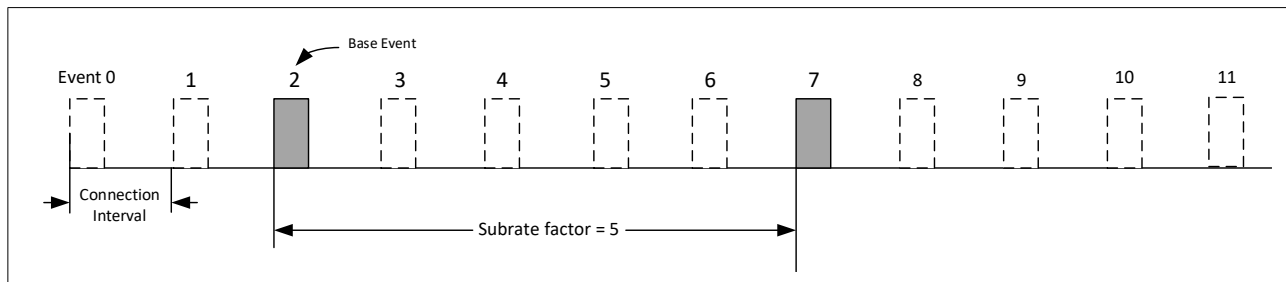 Base Event
Event 0 1 2 3 4 5 6 7 8 9 10 11
Connection
Interval
Subrate factor = 5